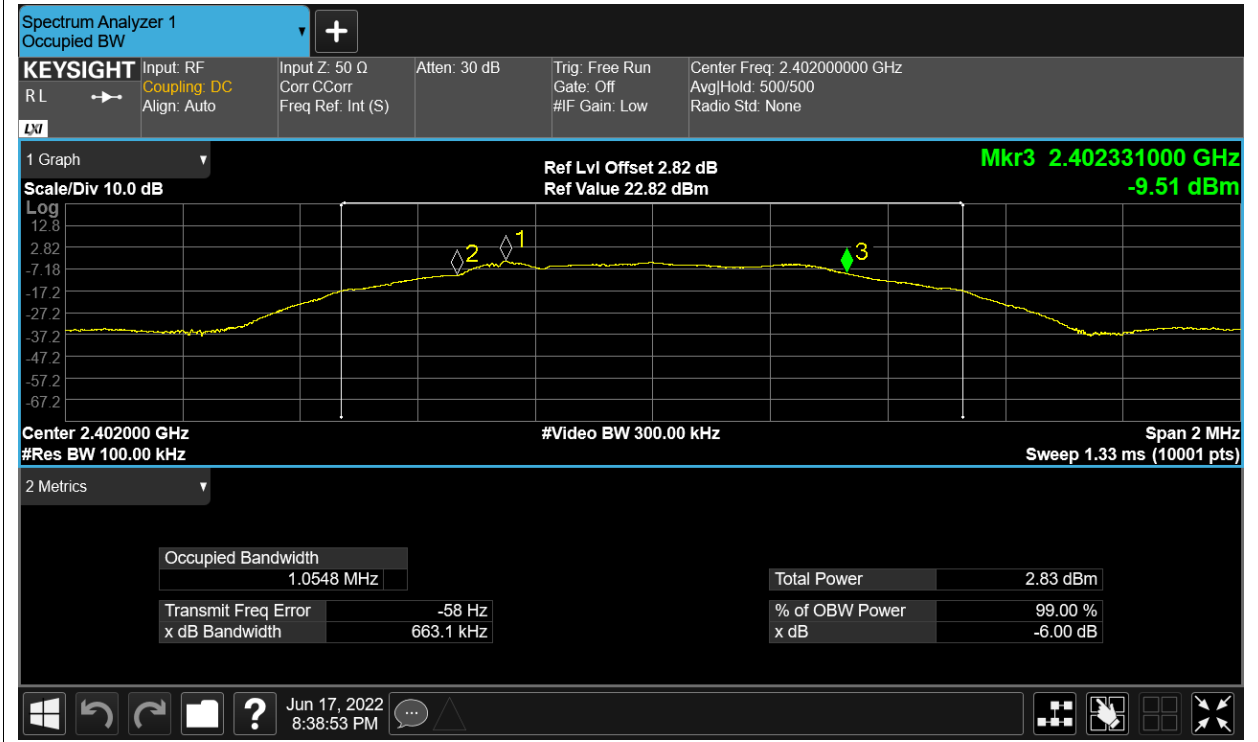 Spectrum Analyzer 1
Occupied BW
KEYSIGHT
R L
LXI
Input: RF
Coupling: DC
Align: Auto
Input Z: 50 Ω
Corr CCorr
Freq Ref: Int (S)
Atten: 30 dB
Trig: Free Run
Gate: Off
#IF Gain: Low
Center Freq: 2.402000000 GHz
Avg|Hold: 500/500
Radio Std: None
1 Graph
Scale/Div 10.0 dB
Ref Lvl Offset 2.82 dB
Ref Value 22.82 dBm
Mkr3 2.402331000 GHz
-9.51 dBm
Log
12.8
2.82
-7.18
-17.2
-27.2
-37.2
-47.2
-57.2
-67.2
2
1
3
Center 2.402000 GHz
#Res BW 100.00 kHz
#Video BW 300.00 kHz
Span 2 MHz
Sweep 1.33 ms (10001 pts)
2 Metrics
Occupied Bandwidth
1.0548 MHz
Transmit Freq Error -58 Hz
x dB Bandwidth 663.1 kHz
Total Power 2.83 dBm
% of OBW Power 99.00 %
x dB -6.00 dB
?
Jun 17, 2022
8:38:53 PM